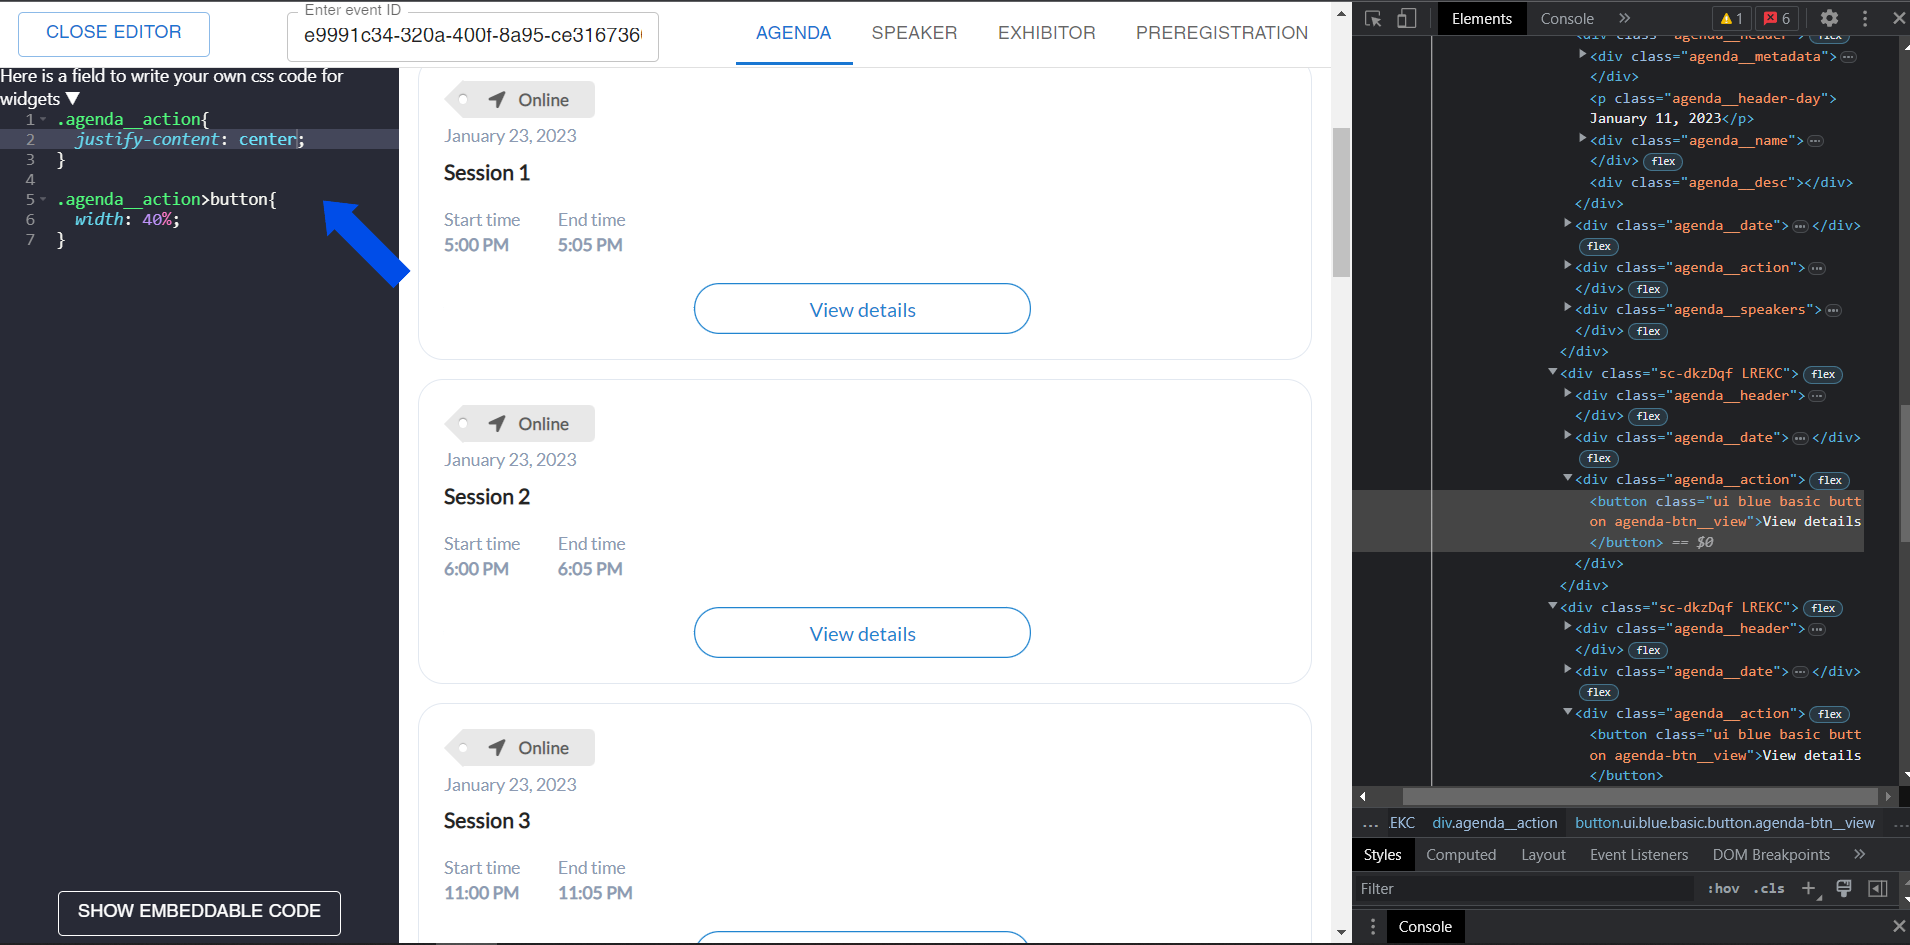 CLOSE EDITOR
Enter event ID
e9991c34-320a-400f-8a95-ce316736
AGENDA
SPEAKER
EXHIBITOR
PREREGISTRATION
Here is a field to write your own css code for
widgets ▼
1 .agenda__action{
2 justify-content: center;
3 }
4
5 .agenda__action>button{
6 width: 40%;
7 }
SHOW EMBEDDABLE CODE
Online
January 23, 2023
Session 1
Start time End time
5:00 PM 5:05 PM
View details
Online
January 23, 2023
Session 2
Start time End time
6:00 PM 6:05 PM
View details
Online
January 23, 2023
Session 3
Start time End time
11:00 PM 11:05 PM
Elements Console » 1 6
<div class="agenda__header"> flex
<div class="agenda__metadata">
</div>
<p class="agenda__header-day">
January 11, 2023</p>
<div class="agenda__name">
</div> flex
<div class="agenda__desc"></div>
</div>
<div class="agenda__date"> </div>
flex
<div class="agenda__action">
</div> flex
<div class="agenda__speakers">
</div> flex
</div>
<div class="sc-dkzDqf LREKC"> flex
<div class="agenda__header">
</div> flex
<div class="agenda__date"> </div>
flex
<div class="agenda__action"> flex
<button class="ui blue basic butt
on agenda-btn__view">View details
</button> == $0
</div>
</div>
<div class="sc-dkzDqf LREKC"> flex
<div class="agenda__header">
</div> flex
<div class="agenda__date"> </div>
flex
<div class="agenda__action"> flex
<button class="ui blue basic butt
on agenda-btn__view">View details
</button>
... .EKC div.agenda__action button.ui.blue.basic.button.agenda-btn__view ...
Styles Computed Layout Event Listeners DOM Breakpoints »
Filter :hov .cls +
Console